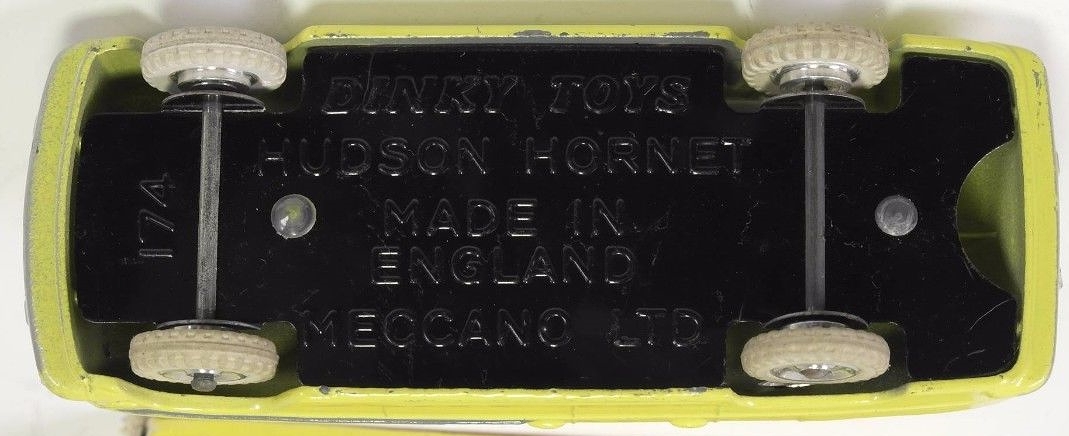 DINKY TOYS
HUDSON HORNET
MADE IN
ENGLAND
MECCANO LTD
174